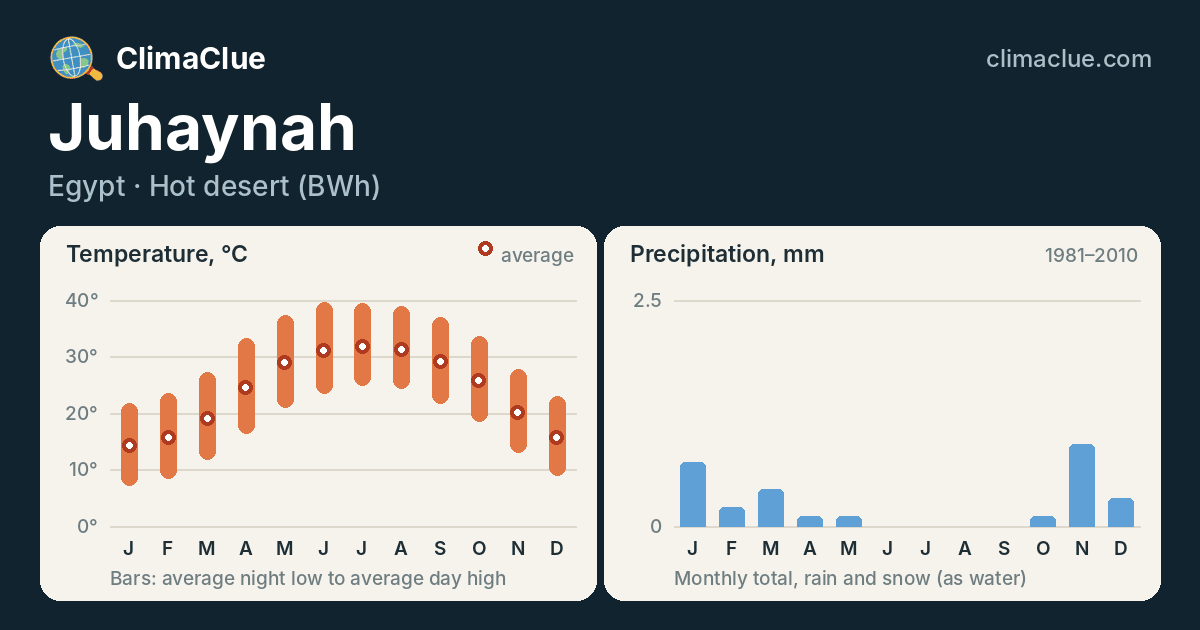 ClimaClue
climaclue.com
Juhaynah
Egypt · Hot desert (BWh)
Temperature, °C
average
40°
30°
20°
10°
0°
J F M A M J J A S O N D
Bars: average night low to average day high
Precipitation, mm
1981–2010
2.5
0
J F M A M J J A S O N D
Monthly total, rain and snow (as water)